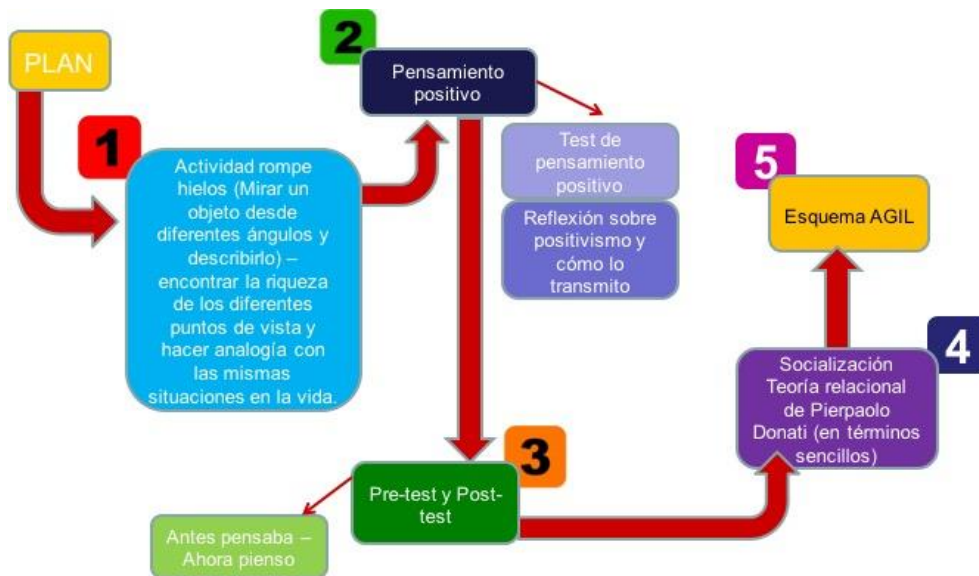 PLAN
1
Actividad rompe
hielos (Mirar un
objeto desde
diferentes ángulos y
describirlo) –
encontrar la riqueza
de los diferentes
puntos de vista y
hacer analogía con
las mismas
situaciones en la vida.
2
Pensamiento
positivo
Test de
pensamiento
positivo
Reflexión sobre
positivismo y
cómo lo
transmito
3
Pre-test y Post-
test
Antes pensaba –
Ahora pienso
4
Socialización
Teoría relacional
de Pierpaolo
Donati (en términos
sencillos)
5
Esquema AGIL